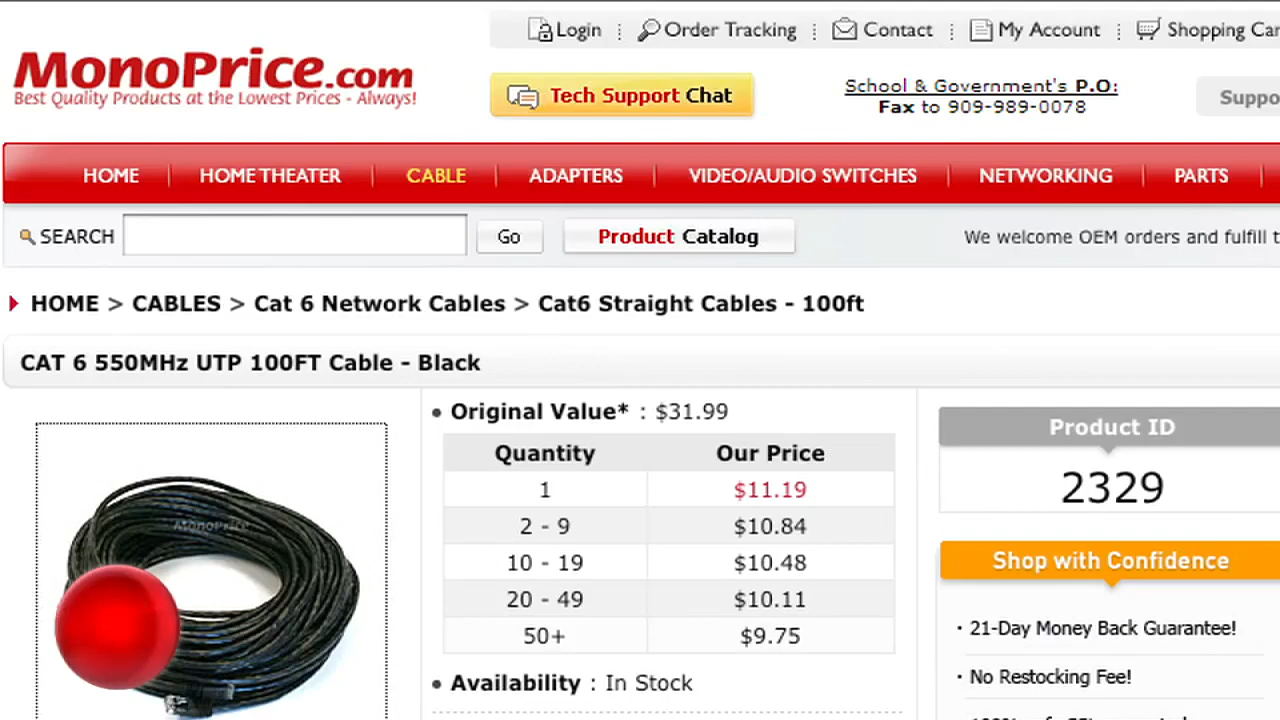 Login
Order Tracking
Contact
My Account
Shopping
MonoPrice.com
Best Quality Products at the Lowest Prices - Always!
Tech Support Chat
School & Government's P.O:
Fax to 909-989-0078
HOME
HOME THEATER
CABLE
ADAPTERS
VIDEO/AUDIO SWITCHES
NETWORKING
PARTS
SEARCH
Go
Product Catalog
We welcome OEM orders and fulfill
HOME > CABLES > Cat 6 Network Cables > Cat6 Straight Cables - 100ft
CAT 6 550MHz UTP 100FT Cable - Black
MonoPrice
• Original Value* : $31.99
Quantity Our Price
1 $11.19
2 - 9 $10.84
10 - 19 $10.48
20 - 49 $10.11
50+ $9.75
• Availability : In Stock
Product ID
2329
Shop with Confidence
· 21-Day Money Back Guarantee!
· No Restocking Fee!